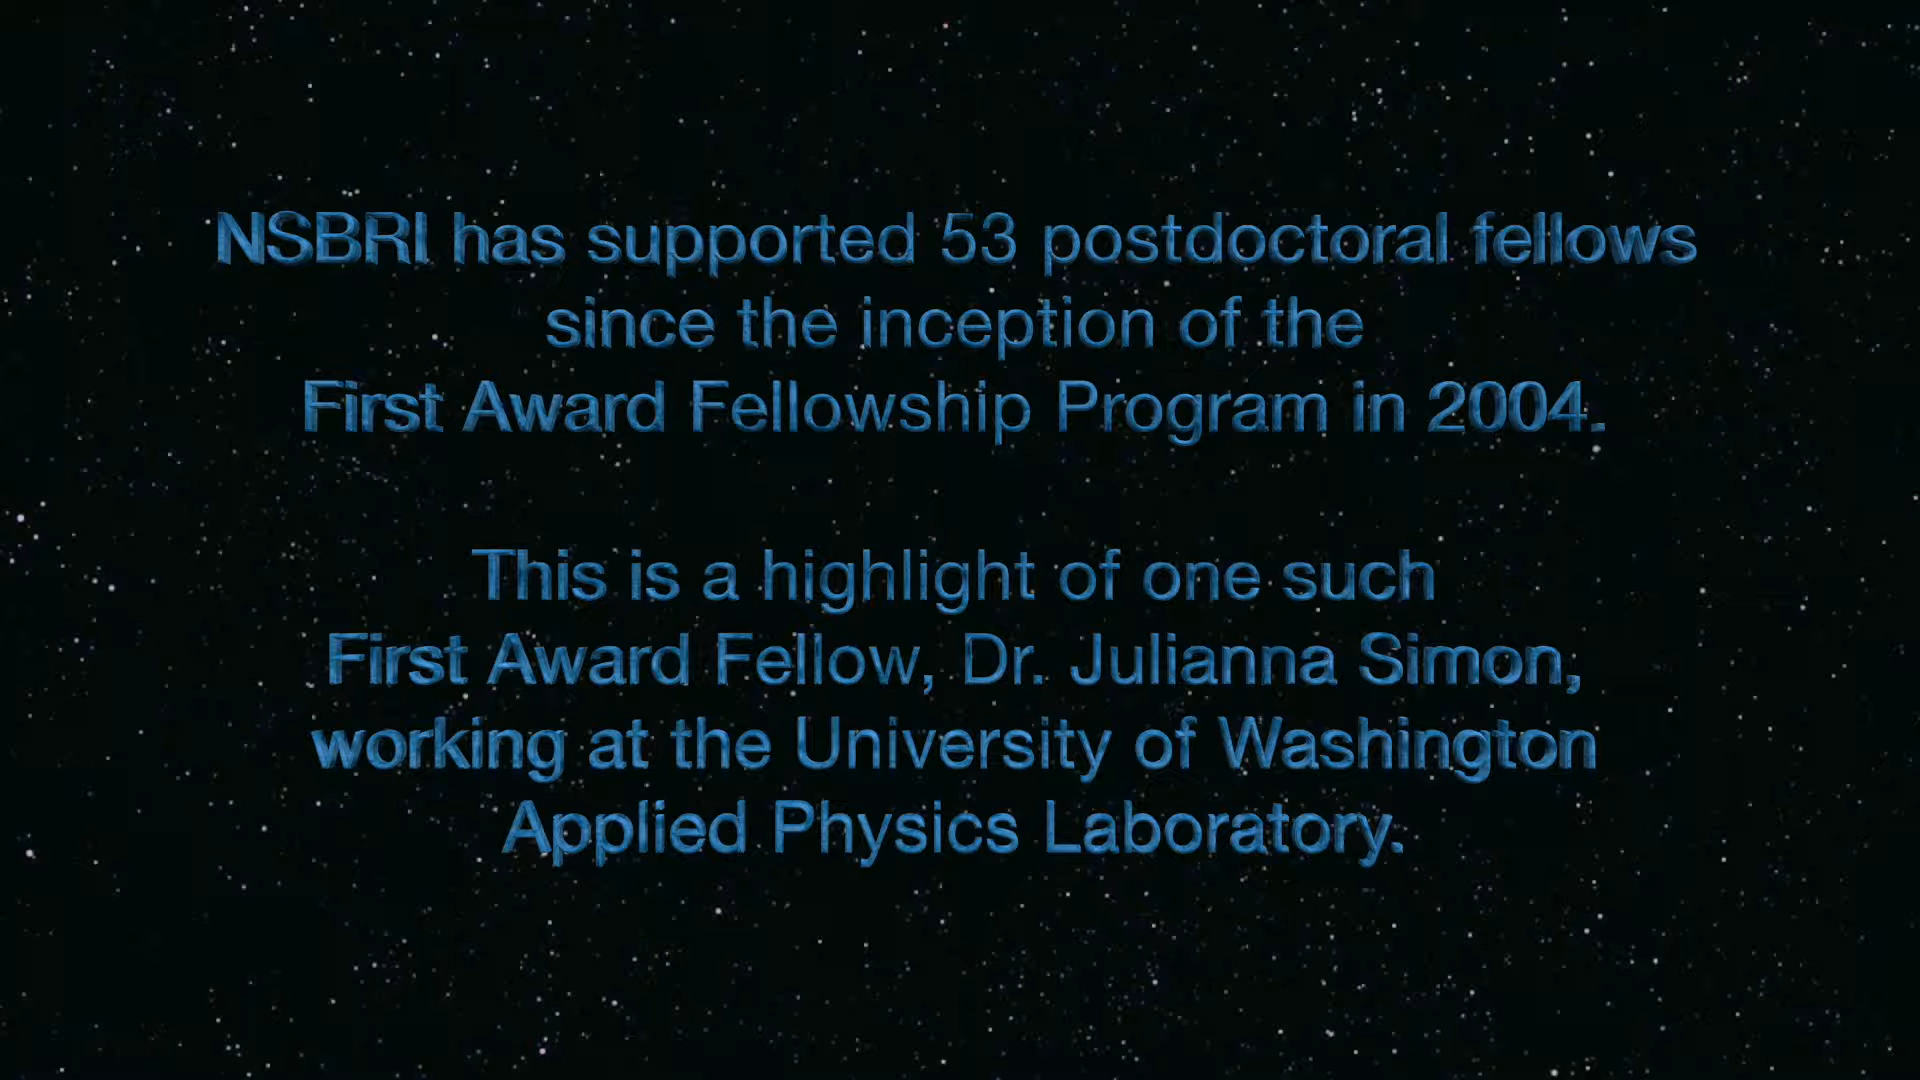 NSBRI has supported 53 postdoctoral fellows
since the inception of the
First Award Fellowship Program in 2004.
This is a highlight of one such
First Award Fellow, Dr. Julianna Simon,
working at the University of Washington
Applied Physics Laboratory.